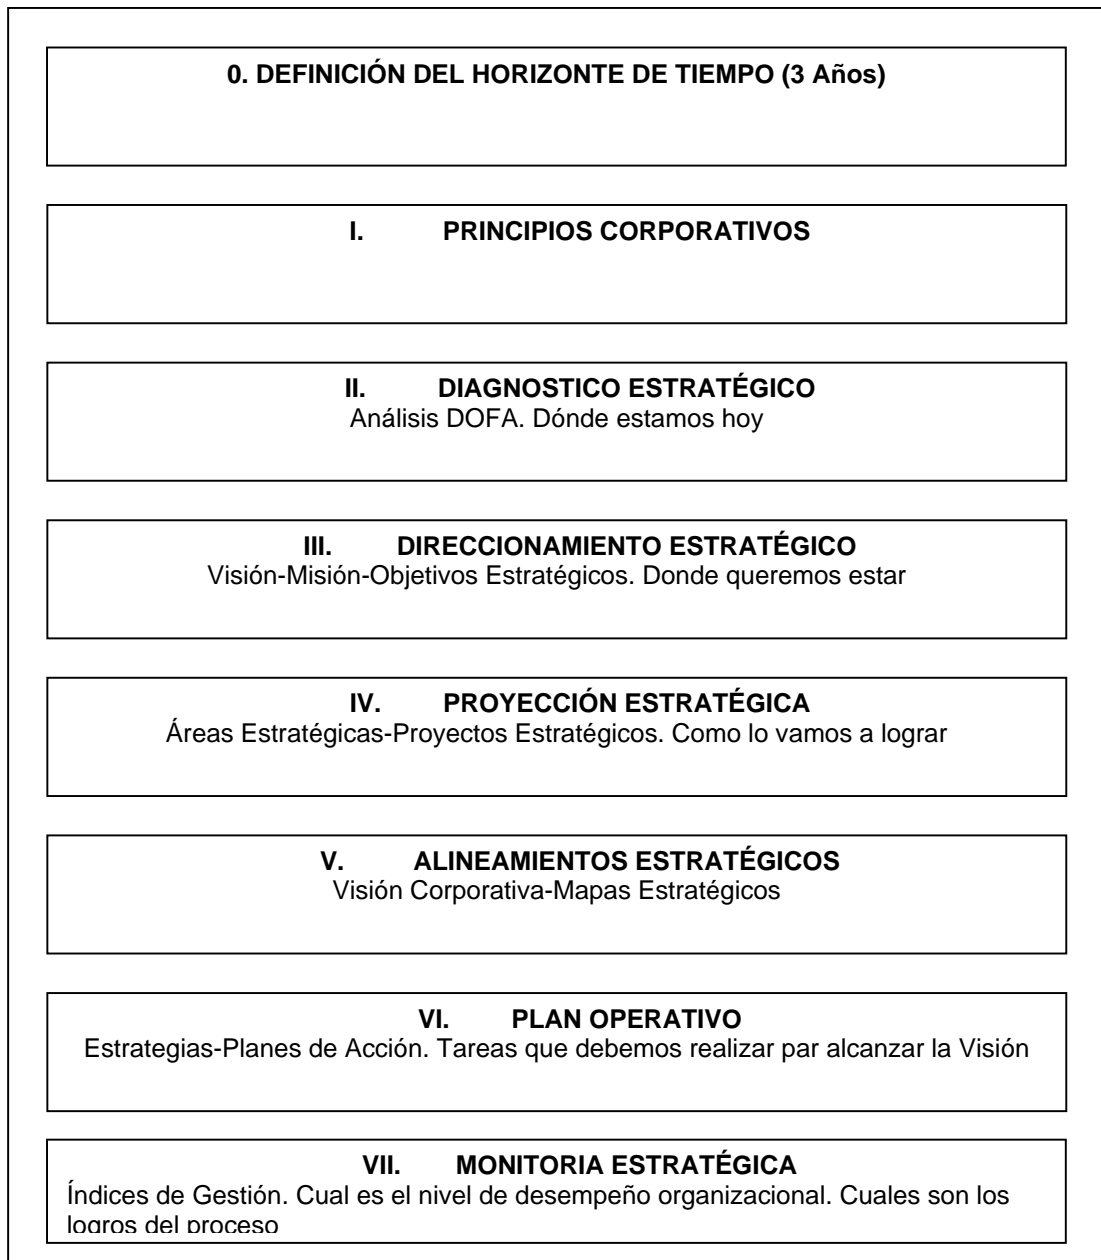 0. DEFINICIÓN DEL HORIZONTE DE TIEMPO (3 Años)
I. PRINCIPIOS CORPORATIVOS
II. DIAGNOSTICO ESTRATÉGICO
Análisis DOFA. Dónde estamos hoy
III. DIRECCIONAMIENTO ESTRATÉGICO
Visión-Misión-Objetivos Estratégicos. Donde queremos estar
IV. PROYECCIÓN ESTRATÉGICA
Áreas Estratégicas-Proyectos Estratégicos. Como lo vamos a lograr
V. ALINEAMIENTOS ESTRATÉGICOS
Visión Corporativa-Mapas Estratégicos
VI. PLAN OPERATIVO
Estrategias-Planes de Acción. Tareas que debemos realizar par alcanzar la Visión
VII. MONITORIA ESTRATÉGICA
Índices de Gestión. Cual es el nivel de desempeño organizacional. Cuales son los
logros del proceso